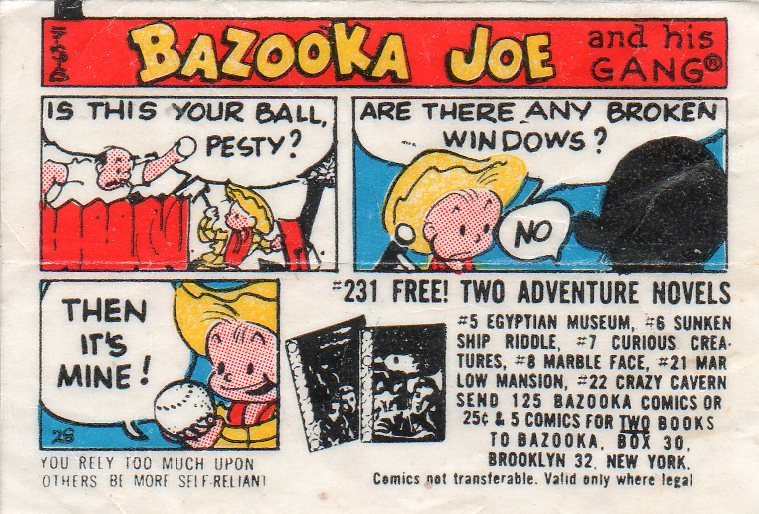 BAZOOKA JOE
and his
GANG®
IS THIS YOUR BALL,
PESTY?
ARE THERE ANY BROKEN
WINDOWS?
NO
THEN
IT'S
MINE!
28
YOU RELY TOO MUCH UPON
OTHERS BE MORE SELF-RELIANT
#231 FREE! TWO ADVENTURE NOVELS
#5 EGYPTIAN MUSEUM, #6 SUNKEN
SHIP RIDDLE, #7 CURIOUS CREA-
TURES, #8 MARBLE FACE, #21 MAR
LOW MANSION, #22 CRAZY CAVERN
SEND 125 BAZOOKA COMICS OR
25¢ & 5 COMICS FOR TWO BOOKS
TO BAZOOKA, BOX 30,
BROOKLYN 32, NEW YORK.
Comics not transferable. Valid only where legal